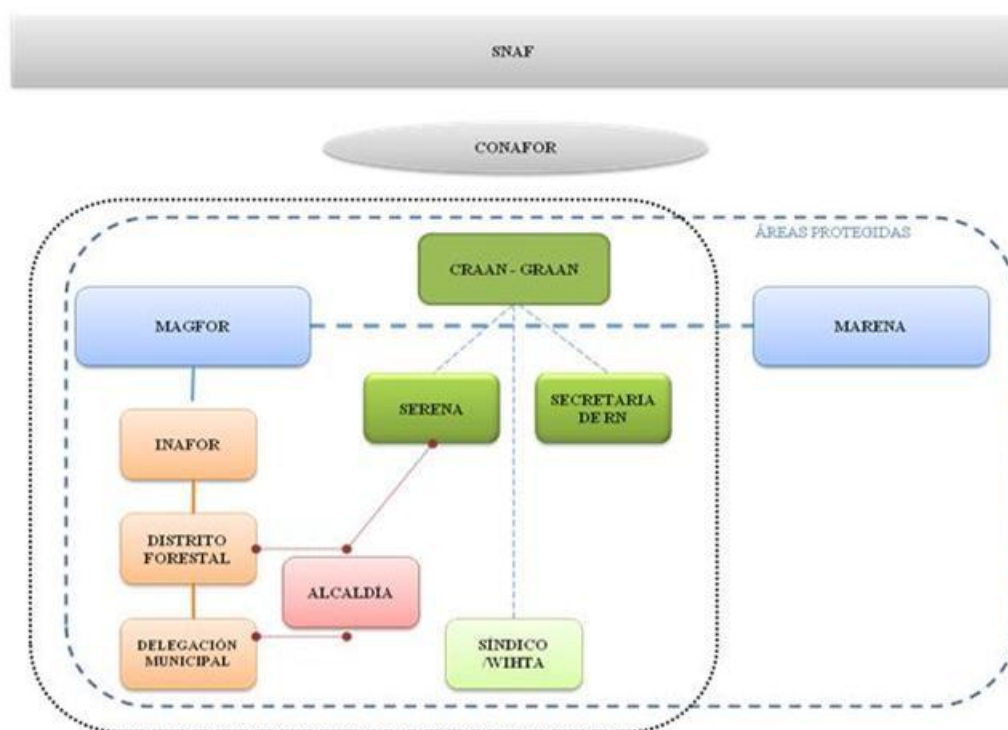 SNAF
CONAFOR
ÁREAS PROTEGIDAS
CRAAN - GRAAN
MAGFOR
MARENA
SERENA
SECRETARIA
DE RN
INAFOR
DISTRITO
FORESTAL
ALCALDÍA
DELEGACIÓN
MUNICIPAL
SÍNDICO
/WIHTA